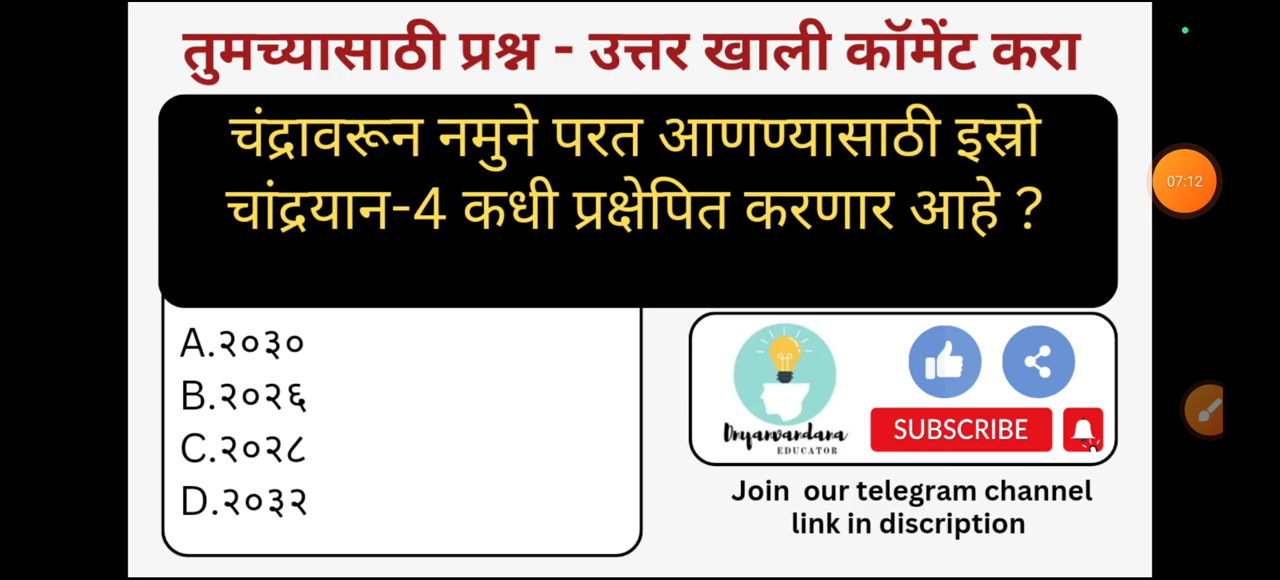 तुमच्यासाठी प्रश्न - उत्तर खाली कॉमेंट करा
चंद्रावरून नमुने परत आणण्यासाठी इस्रो
चांद्रयान-4 कधी प्रक्षेपित करणार आहे ?
A.२०३०
B.२०२६
C.२०२८
D.२०३२
Dnyanvandana
EDUCATOR
SUBSCRIBE
Join our telegram channel
link in discription
07:12